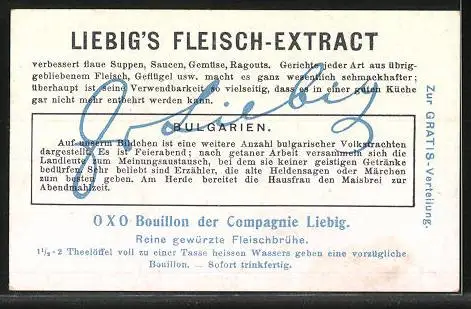 LIEBIG'S FLEISCH-EXTRACT
verbessert flaue Suppen, Saucen, Gemüse, Ragouts. Gerichte jeder Art aus übrig-
gebliebenem Fleisch, Geflügel usw. macht es ganz wesentlich schmackhafter;
überhaupt ist seine Verwendbarkeit so vielseitig, dass es in einer guten Küche
gar nicht mehr entbehrt werden kann.
J. v. Liebig
BULGARIEN.
Auf unserm Bildchen ist eine weitere Anzahl bulgarischer Volkstrachten
dargestellt. Es ist Feierabend; nach getaner Arbeit versammeln sich die
Landleute zum Meinungsaustausch, bei dem sie keiner geistigen Getränke
bedürfen. Sehr beliebt sind Erzähler, die alte Heldensagen oder Märchen
zum besten geben. Am Herde bereitet die Hausfrau den Maisbrei zur
Abendmahlzeit.
OXO Bouillon der Compagnie Liebig.
Reine gewürzte Fleischbrühe.
1½-2 Theelöffel voll zu einer Tasse heissen Wassers geben eine vorzügliche
Bouillon. — Sofort trinkfertig.
Zur GRATIS-Verteilung.